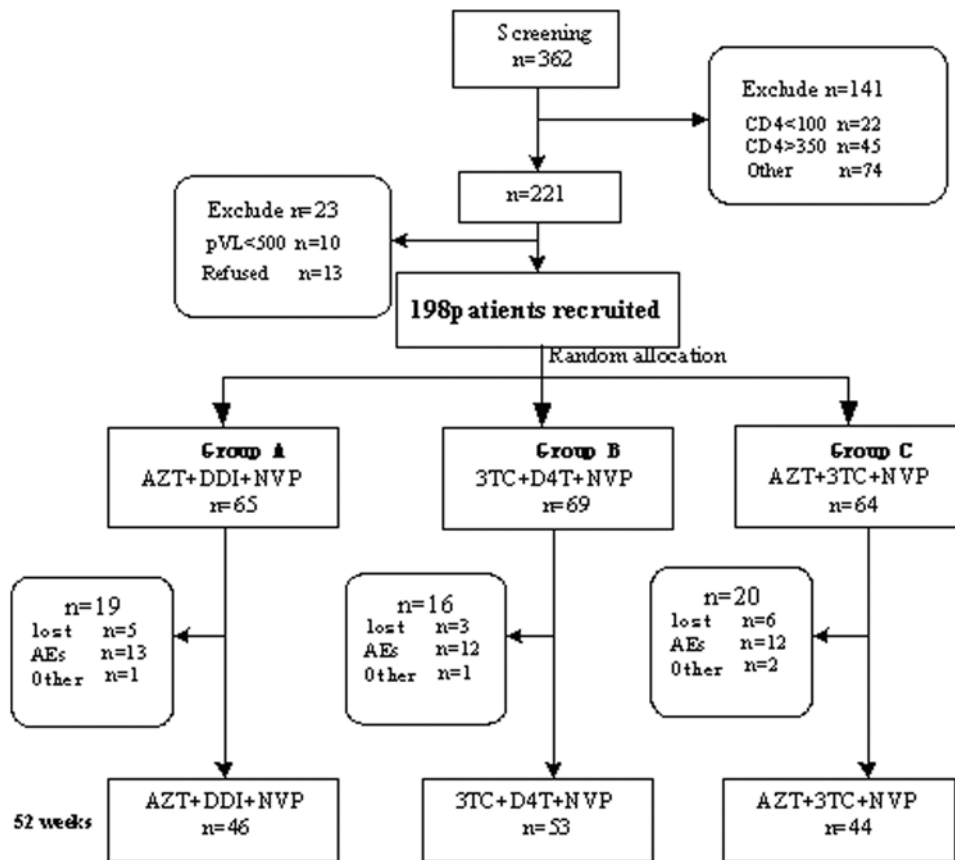 Screening
n=362
Exclude n=141
CD4<100 n=22
CD4>350 n=45
Other n=74
n=221
Exclude n=23
pVL<500 n=10
Refused n=13
198patients recruited
Random allocation
Group A
AZT+DDI+NVP
n=65
Group B
3TC+D4T+NVP
n=69
Group C
AZT+3TC+NVP
n=64
n=19
lost n=5
AEs n=13
Other n=1
n=16
lost n=3
AEs n=12
Other n=1
n=20
lost n=6
AEs n=12
Other n=2
52 weeks
AZT+DDI+NVP
n=46
3TC+D4T+NVP
n=53
AZT+3TC+NVP
n=44